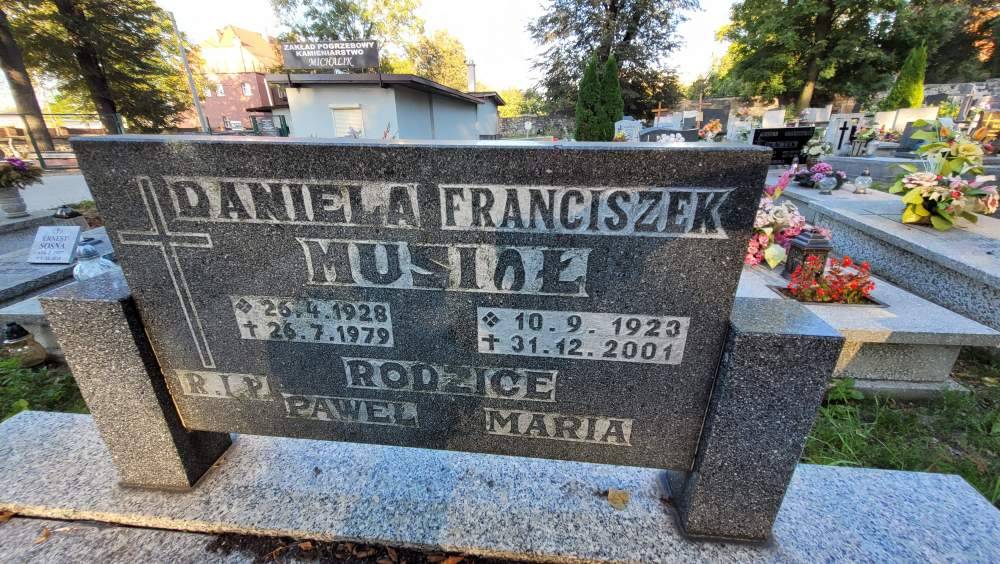 ZAKŁAD POGRZEBOWY
KAMIENIARSTWO
MICHALIK
DANIELA FRANCISZEK
MUSIOŁ
26.4.1928
26.7.1979
10.9.1923
31.12.2001
R.I.P.
RODZICE
PAWEŁ MARIA
ERNEST
SOSNA